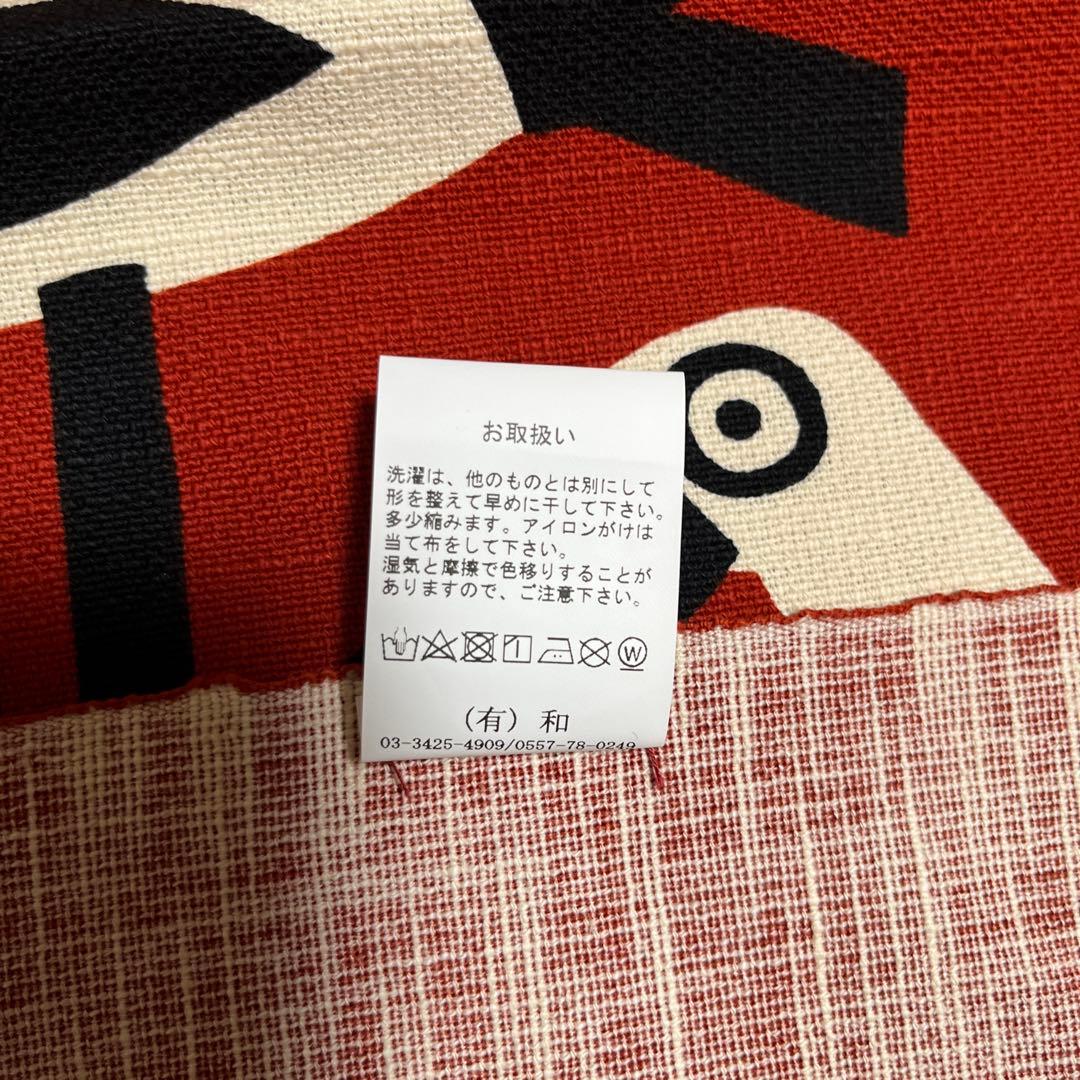 お取扱い
洗濯は、他のものとは別にして
形を整えて早めに干して下さい。
多少縮みます。アイロンがけは
当て布をして下さい。
湿気と摩擦で色移りすることが
ありますので、ご注意下さい。
W
(有) 和
03-3425-4909/0557-78-0249